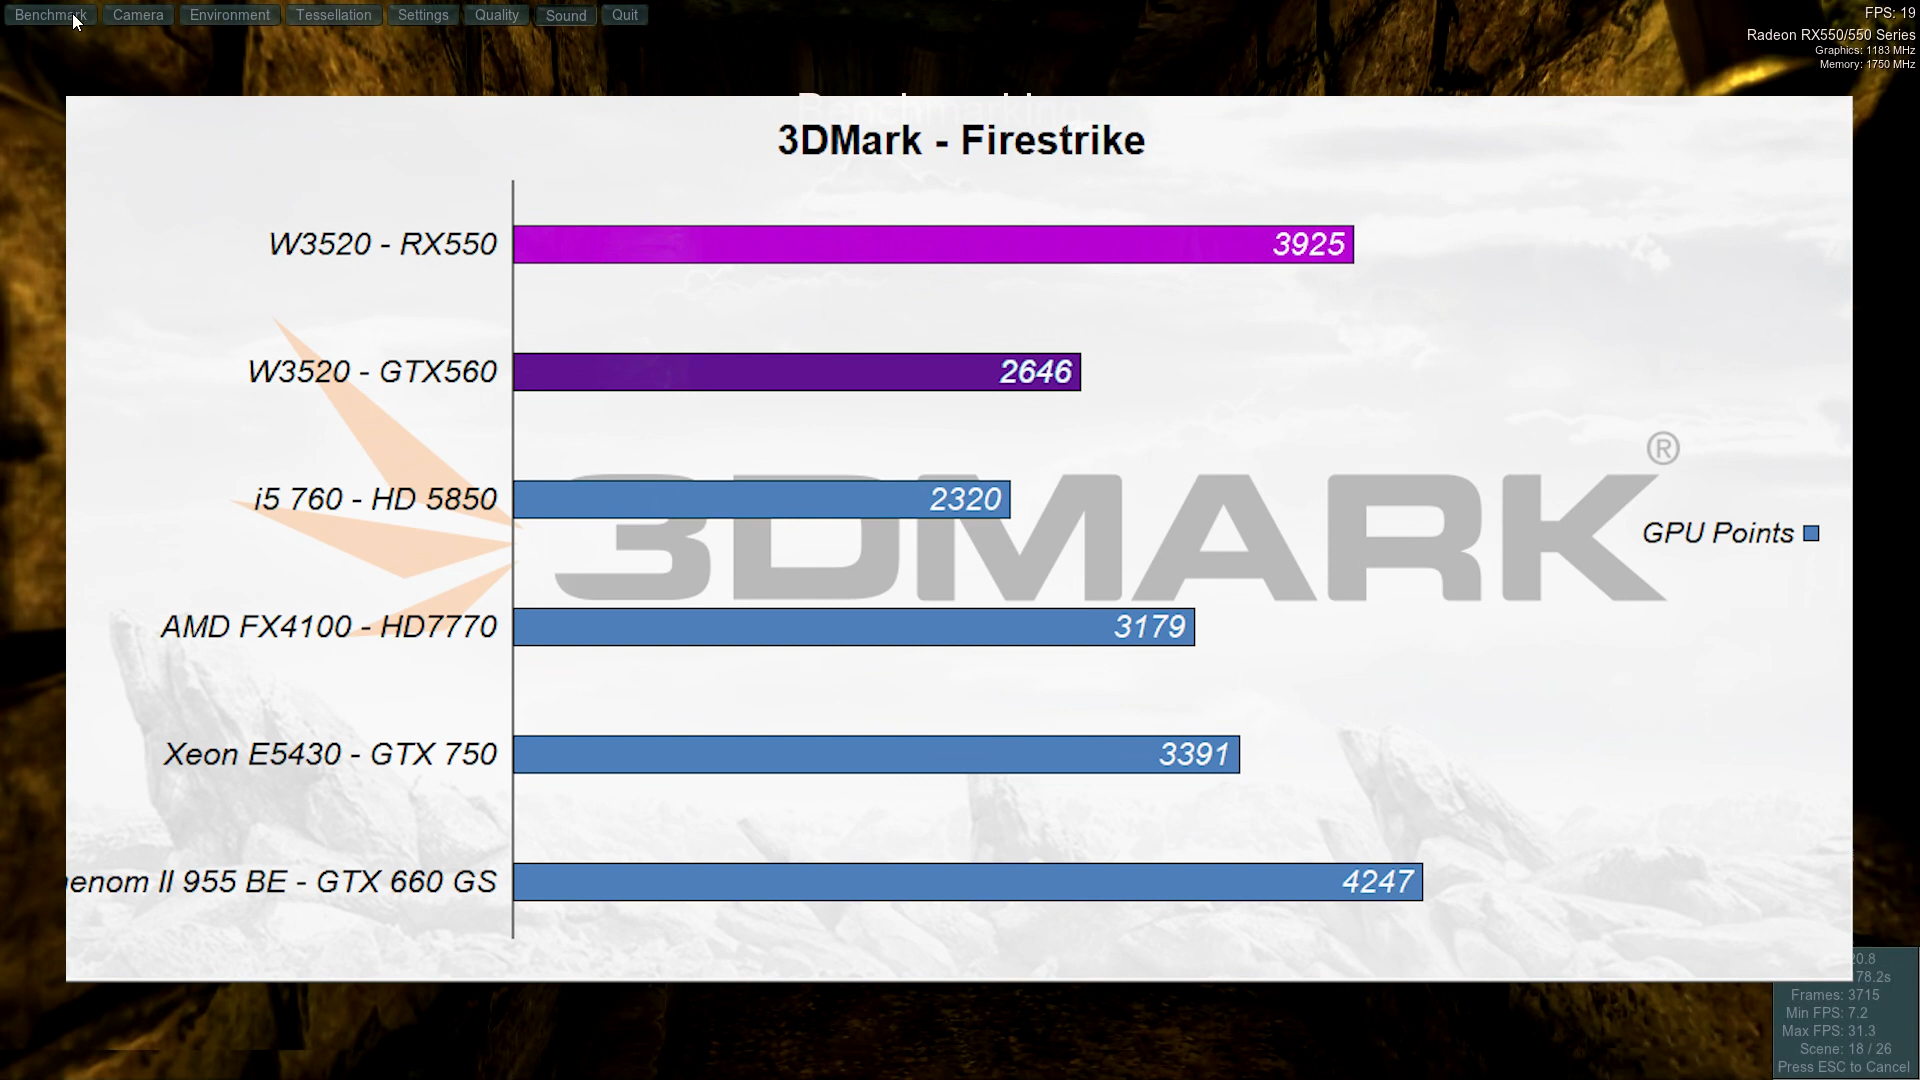 Benchmark Camera Environment Tessellation Settings Quality Sound Quit
FPS: 19
Radeon RX550/550 Series
Graphics: 1183 MHz
Memory: 1750 MHz
Benchmarking
3DMark - Firestrike
W3520 - RX550 3925
W3520 - GTX560 2646
i5 760 - HD 5850 2320
3DMARK®
GPU Points
AMD FX4100 - HD7770 3179
Xeon E5430 - GTX 750 3391
henom II 955 BE - GTX 660 GS 4247
20.8
78.2s
Frames: 3715
Min FPS: 7.2
Max FPS: 31.3
Scene: 18 / 26
Press ESC to Cancel